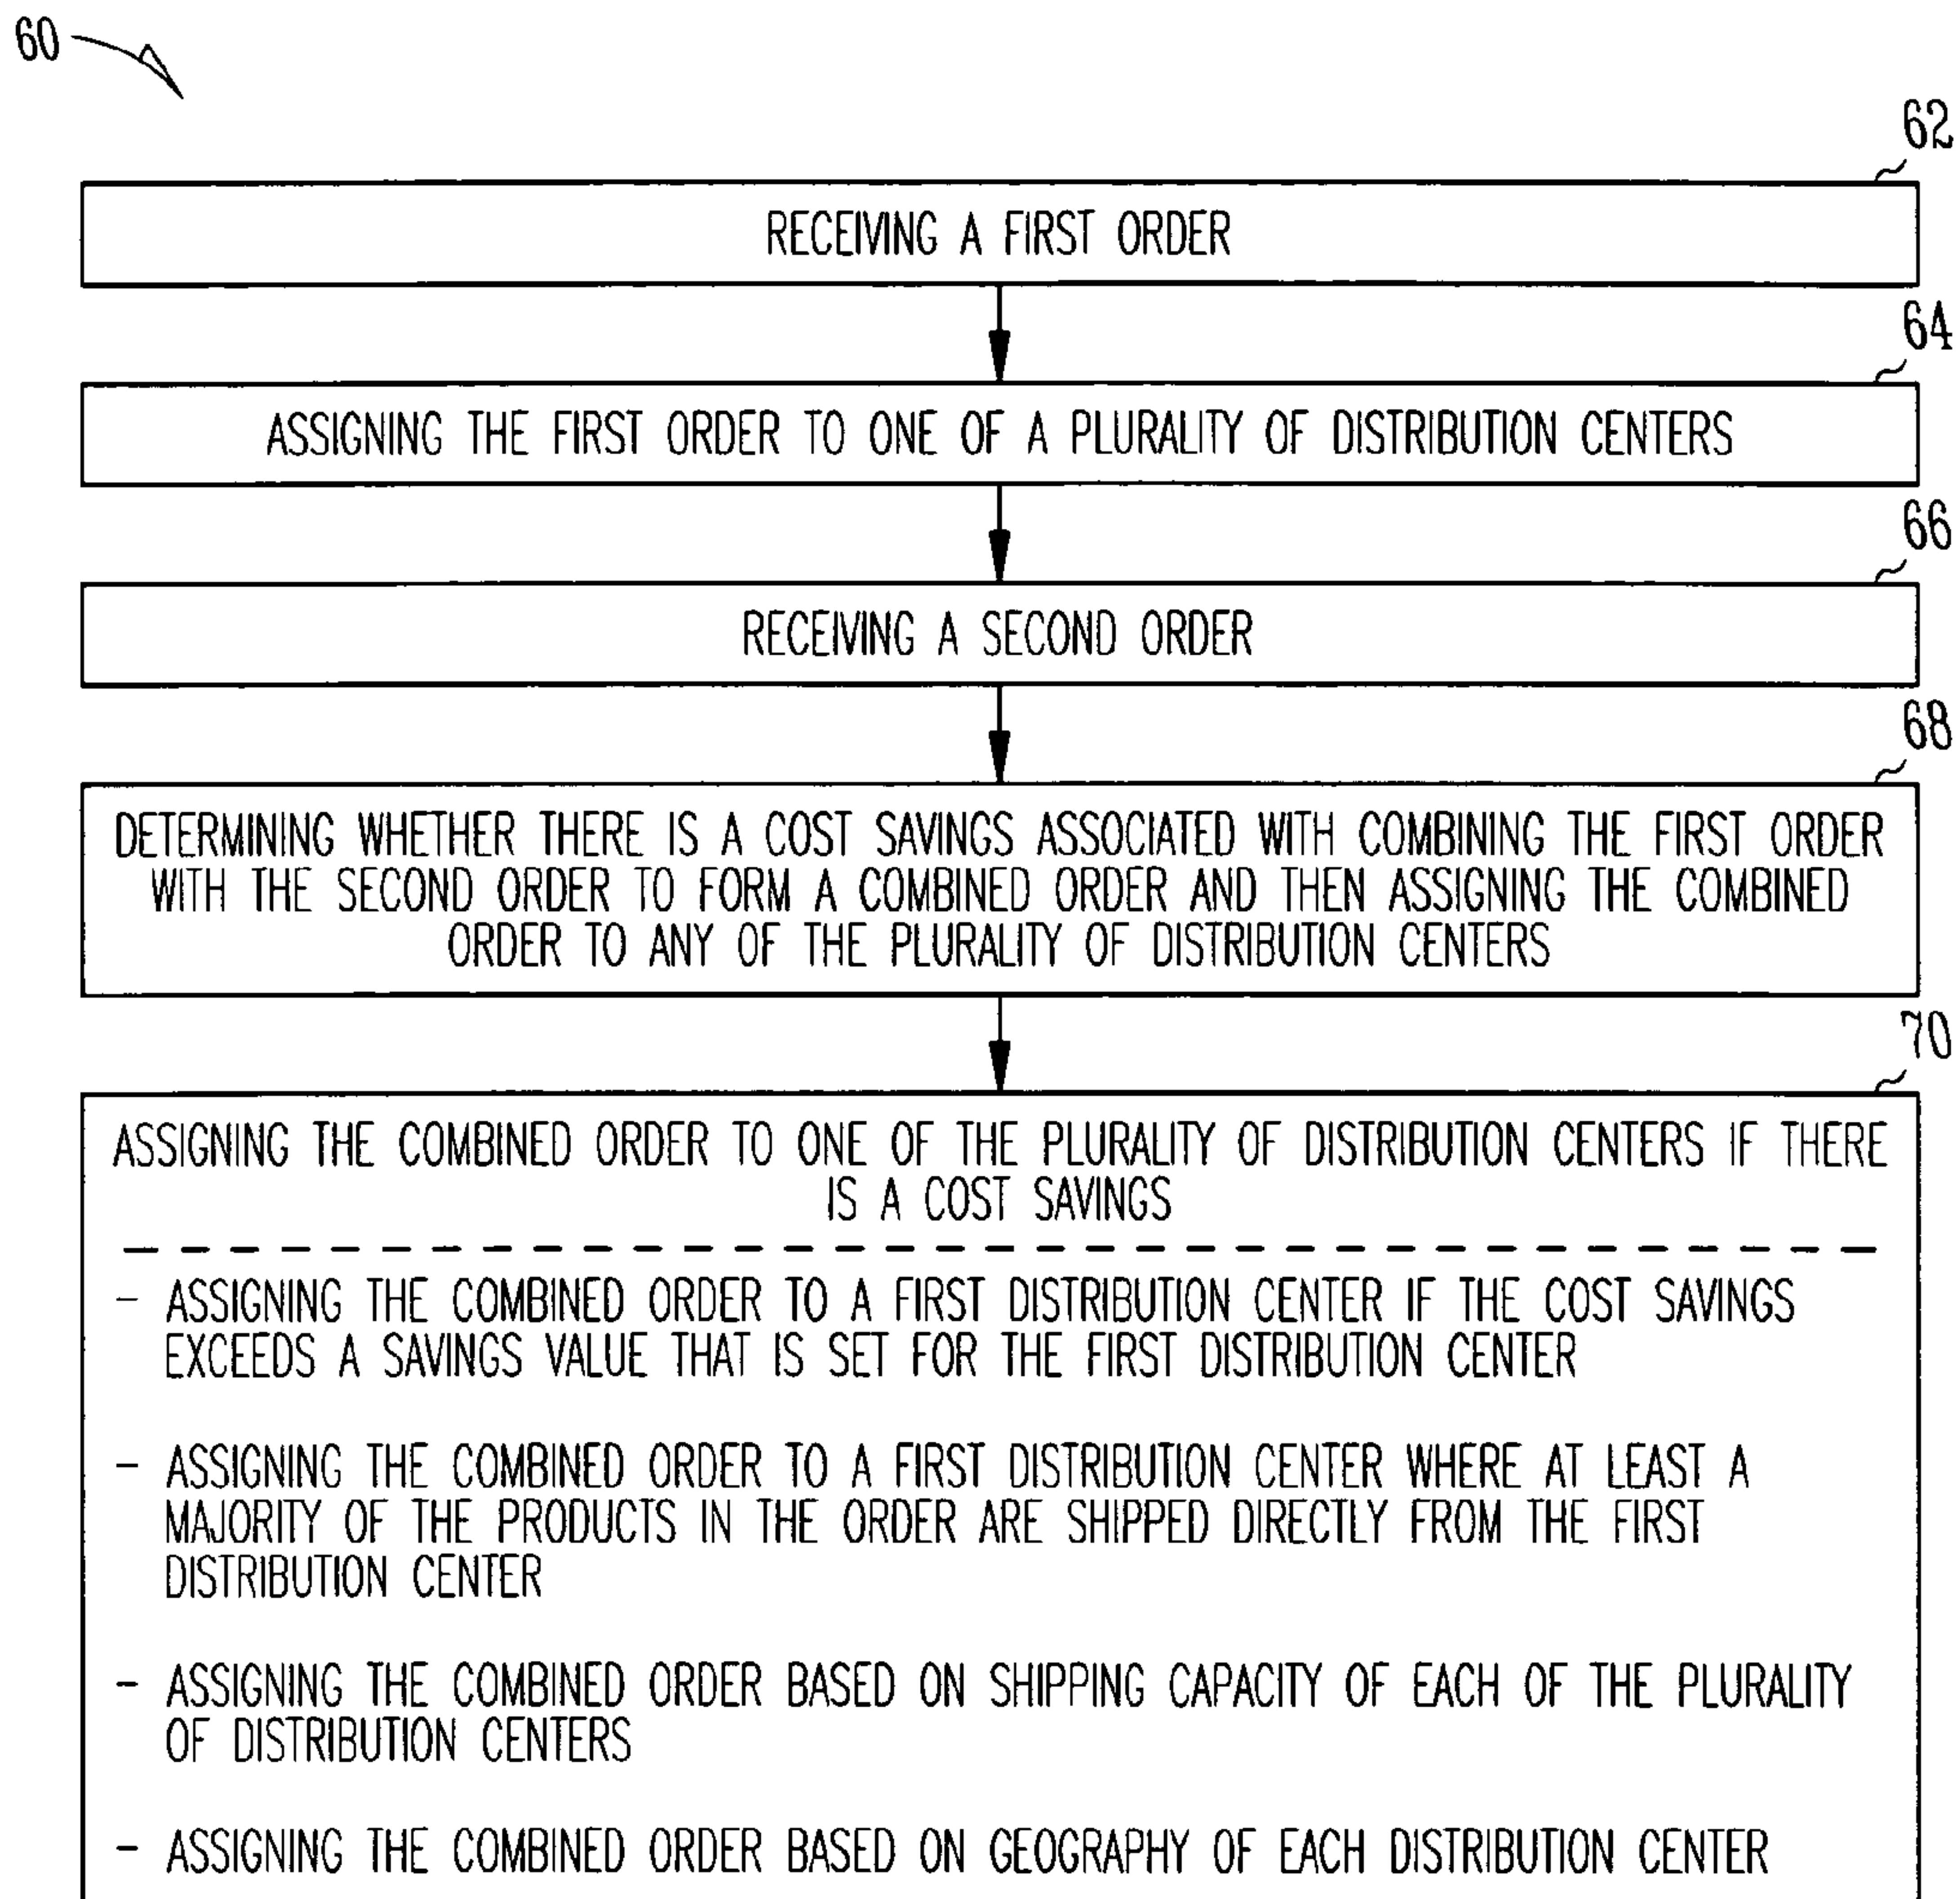 60
62
RECEIVING A FIRST ORDER
64
ASSIGNING THE FIRST ORDER TO ONE OF A PLURALITY OF DISTRIBUTION CENTERS
66
RECEIVING A SECOND ORDER
68
DETERMINING WHETHER THERE IS A COST SAVINGS ASSOCIATED WITH COMBINING THE FIRST ORDER
WITH THE SECOND ORDER TO FORM A COMBINED ORDER AND THEN ASSIGNING THE COMBINED
ORDER TO ANY OF THE PLURALITY OF DISTRIBUTION CENTERS
70
ASSIGNING THE COMBINED ORDER TO ONE OF THE PLURALITY OF DISTRIBUTION CENTERS IF THERE
IS A COST SAVINGS
- ASSIGNING THE COMBINED ORDER TO A FIRST DISTRIBUTION CENTER IF THE COST SAVINGS
EXCEEDS A SAVINGS VALUE THAT IS SET FOR THE FIRST DISTRIBUTION CENTER
- ASSIGNING THE COMBINED ORDER TO A FIRST DISTRIBUTION CENTER WHERE AT LEAST A
MAJORITY OF THE PRODUCTS IN THE ORDER ARE SHIPPED DIRECTLY FROM THE FIRST
DISTRIBUTION CENTER
- ASSIGNING THE COMBINED ORDER BASED ON SHIPPING CAPACITY OF EACH OF THE PLURALITY
OF DISTRIBUTION CENTERS
- ASSIGNING THE COMBINED ORDER BASED ON GEOGRAPHY OF EACH DISTRIBUTION CENTER